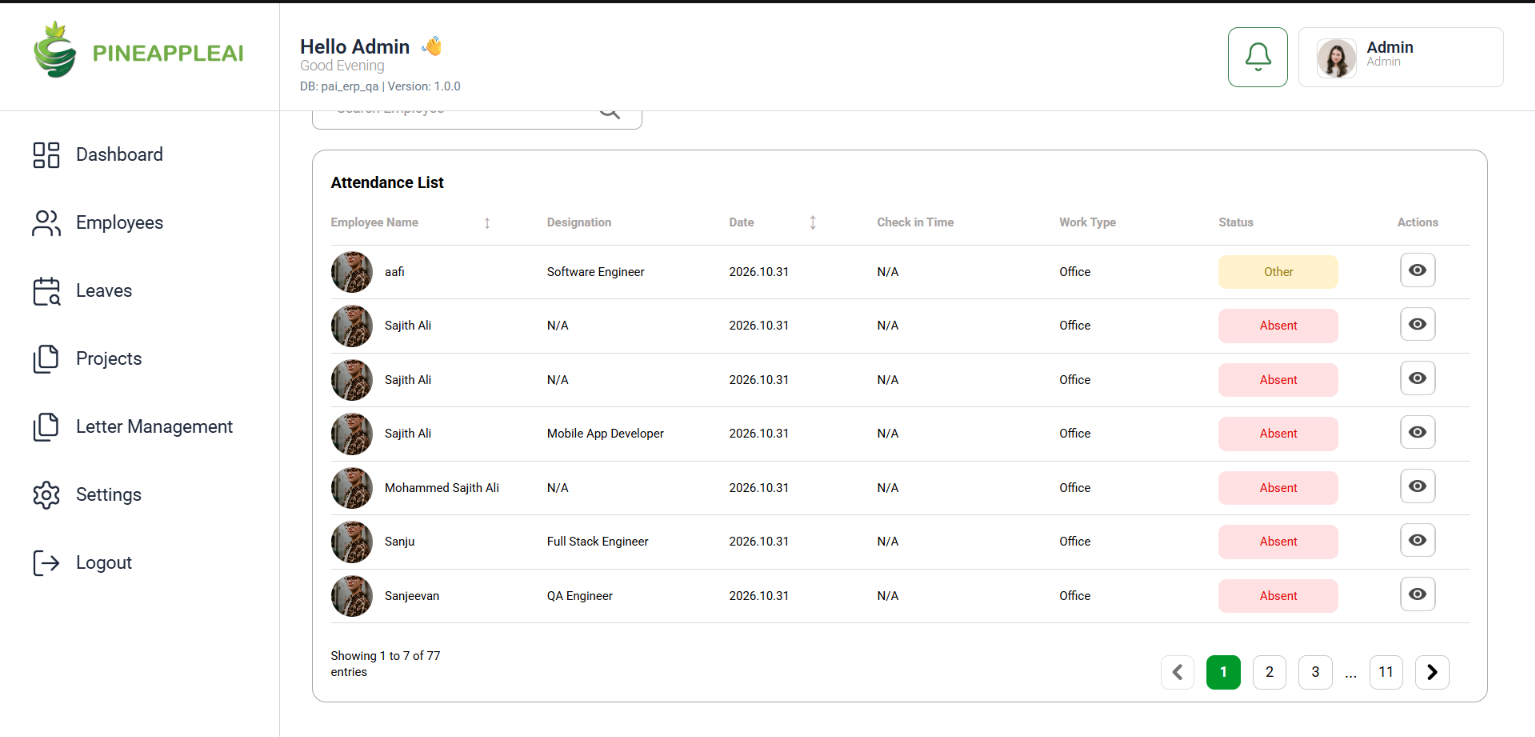 PINEAPPLEAI
Hello Admin 👋
Good Evening
DB: pai_erp_qa | Version: 1.0.0
Admin
Admin
Dashboard
Employees
Leaves
Projects
Letter Management
Settings
Logout
Search Employee
Attendance List
Employee Name Designation Date Check in Time Work Type Status Actions
aafi Software Engineer 2026.10.31 N/A Office Other
Sajith Ali N/A 2026.10.31 N/A Office Absent
Sajith Ali N/A 2026.10.31 N/A Office Absent
Sajith Ali Mobile App Developer 2026.10.31 N/A Office Absent
Mohammed Sajith Ali N/A 2026.10.31 N/A Office Absent
Sanju Full Stack Engineer 2026.10.31 N/A Office Absent
Sanjeevan QA Engineer 2026.10.31 N/A Office Absent
Showing 1 to 7 of 77
entries
1 2 3 ... 11